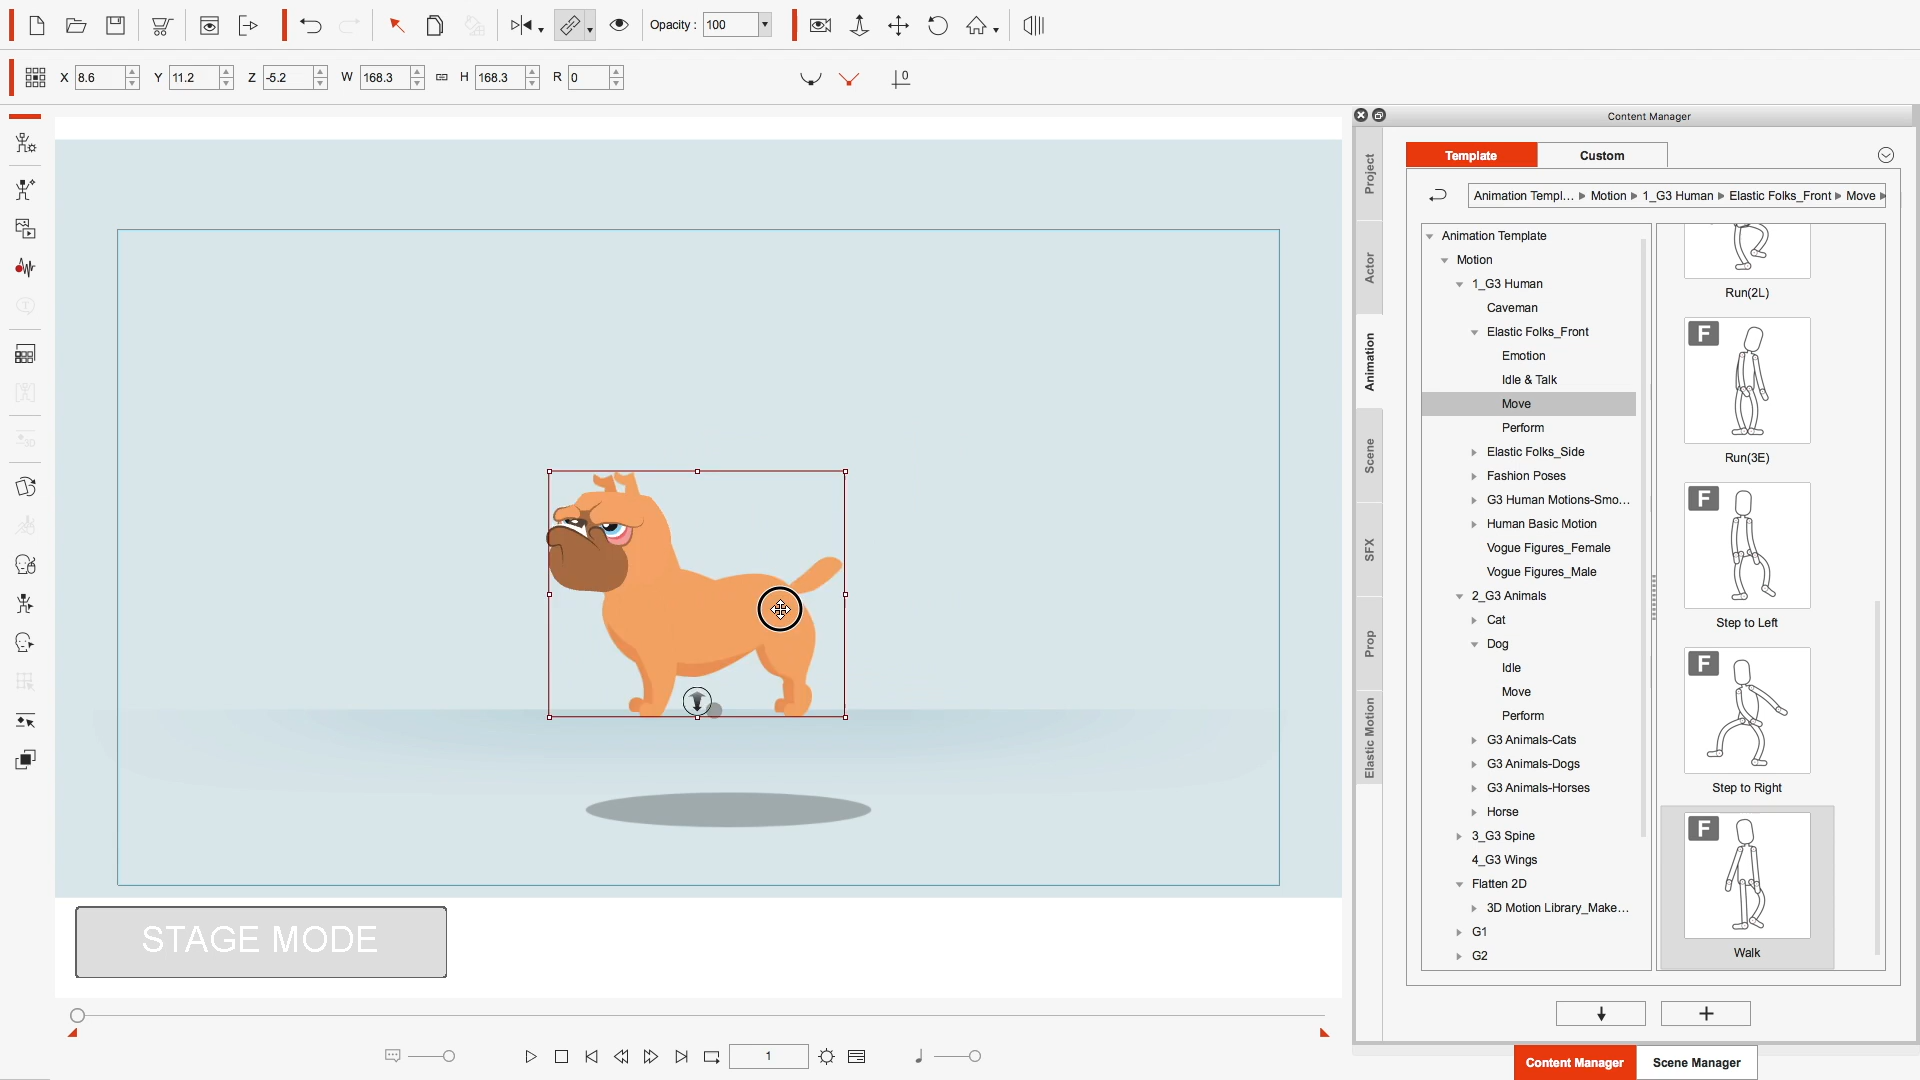 Opacity : 100
X 8.6 Y 11.2 Z -5.2 W 168.3 H 168.3 R 0
0
Content Manager
Project
Actor
Animation
Scene
SFX
Prop
Elastic Motion
Template Custom
Animation Templ... Motion 1_G3 Human Elastic Folks_Front Move
Animation Template
Motion
1_G3 Human
Caveman
Elastic Folks_Front
Emotion
Idle & Talk
Move
Perform
Elastic Folks_Side
Fashion Poses
G3 Human Motions-Smo...
Human Basic Motion
Vogue Figures_Female
Vogue Figures_Male
2_G3 Animals
Cat
Dog
Idle
Move
Perform
G3 Animals-Cats
G3 Animals-Dogs
G3 Animals-Horses
Horse
3_G3 Spine
4_G3 Wings
Flatten 2D
3D Motion Library_Make...
G1
G2
Run(2L)
F
Run(3E)
F
Step to Left
F
Step to Right
F
Walk
STAGE MODE
1
Content Manager Scene Manager